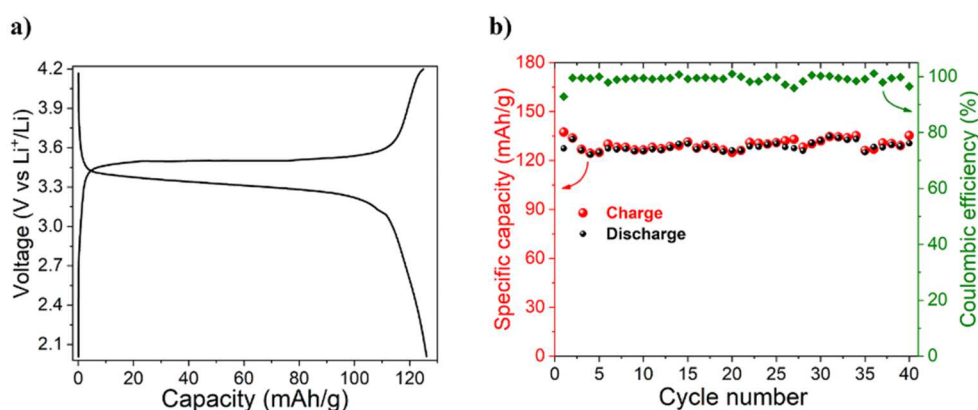 a)
4.2
3.9
3.6
3.3
3.0
2.7
2.4
2.1
Voltage (V vs Li⁺/Li)
0 20 40 60 80 100 120
Capacity (mAh/g)
b)
180
150
120
90
60
30
0
Specific capacity (mAh/g)
Charge
Discharge
100
80
60
40
20
0
Coulombic efficiency (%)
0 5 10 15 20 25 30 35 40
Cycle number